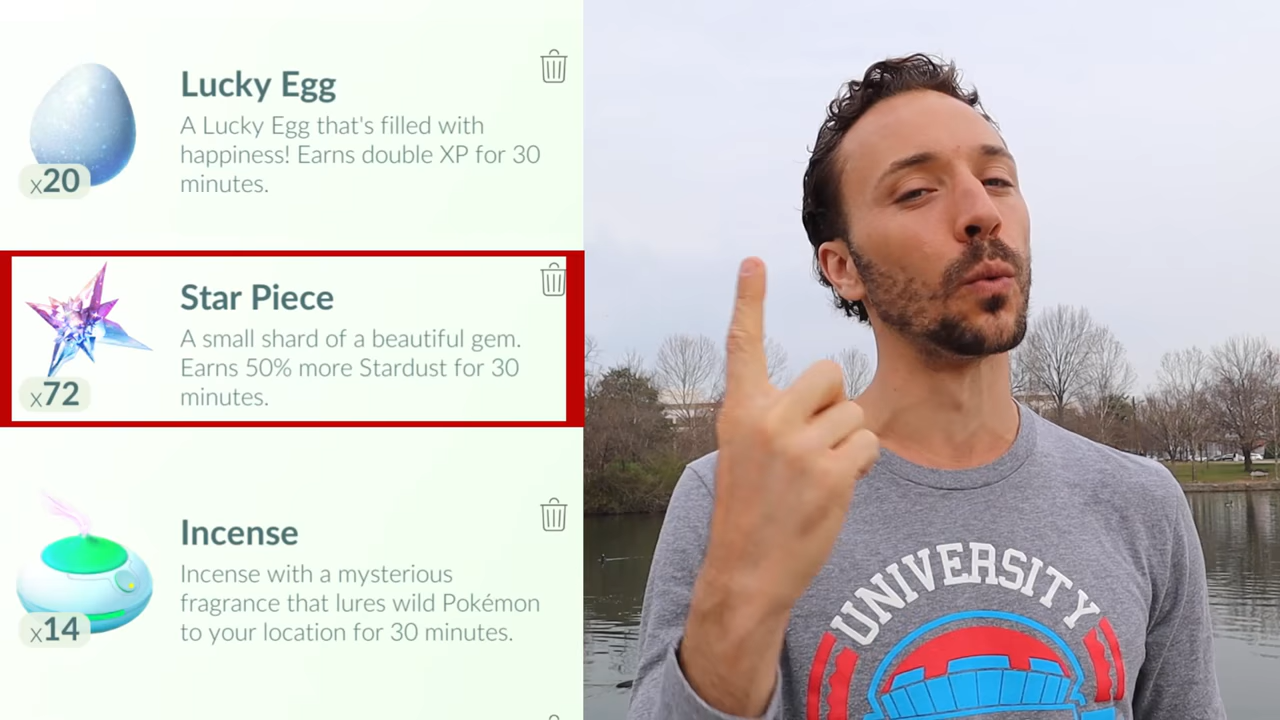 Lucky Egg
A Lucky Egg that's filled with
happiness! Earns double XP for 30
minutes.
x20
Star Piece
A small shard of a beautiful gem.
Earns 50% more Stardust for 30
minutes.
x72
Incense
Incense with a mysterious
fragrance that lures wild Pokémon
to your location for 30 minutes.
x14
UNIVERSITY